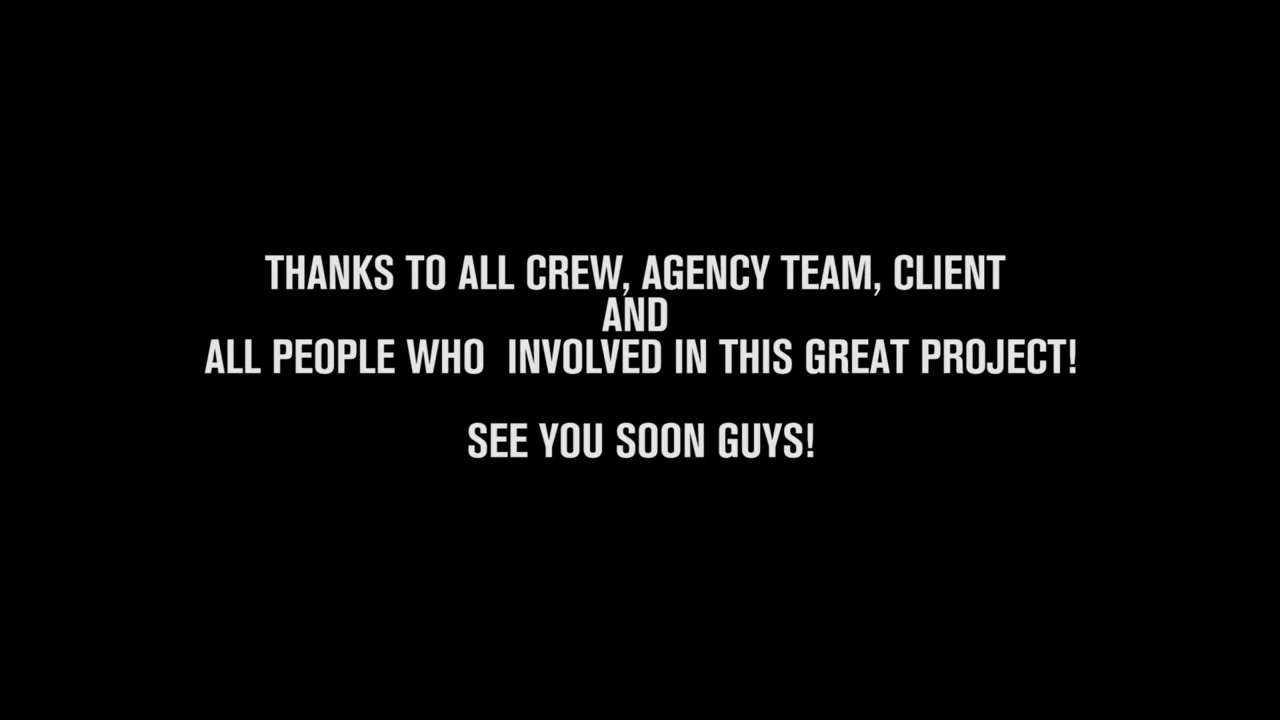 THANKS TO ALL CREW, AGENCY TEAM, CLIENT
AND
ALL PEOPLE WHO  INVOLVED IN THIS GREAT PROJECT!
SEE YOU SOON GUYS!